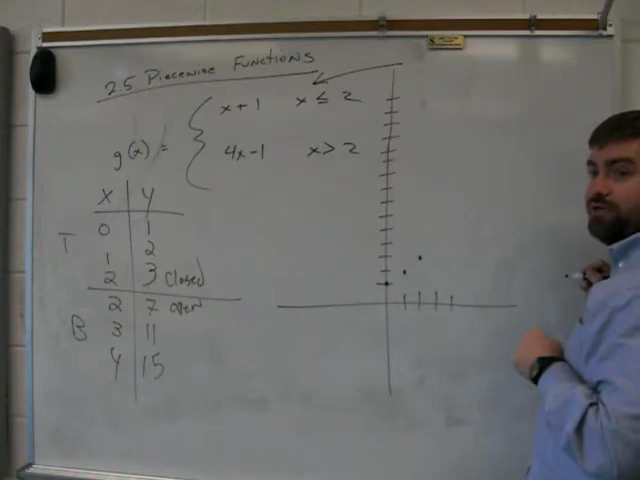 2.5 Piecewise Functions
g(x) = { x+1 x ≤ 2
4x-1 x > 2
X Y
T
0 1
1 2
2 3 closed
2 7 open
B 3 11
4 15